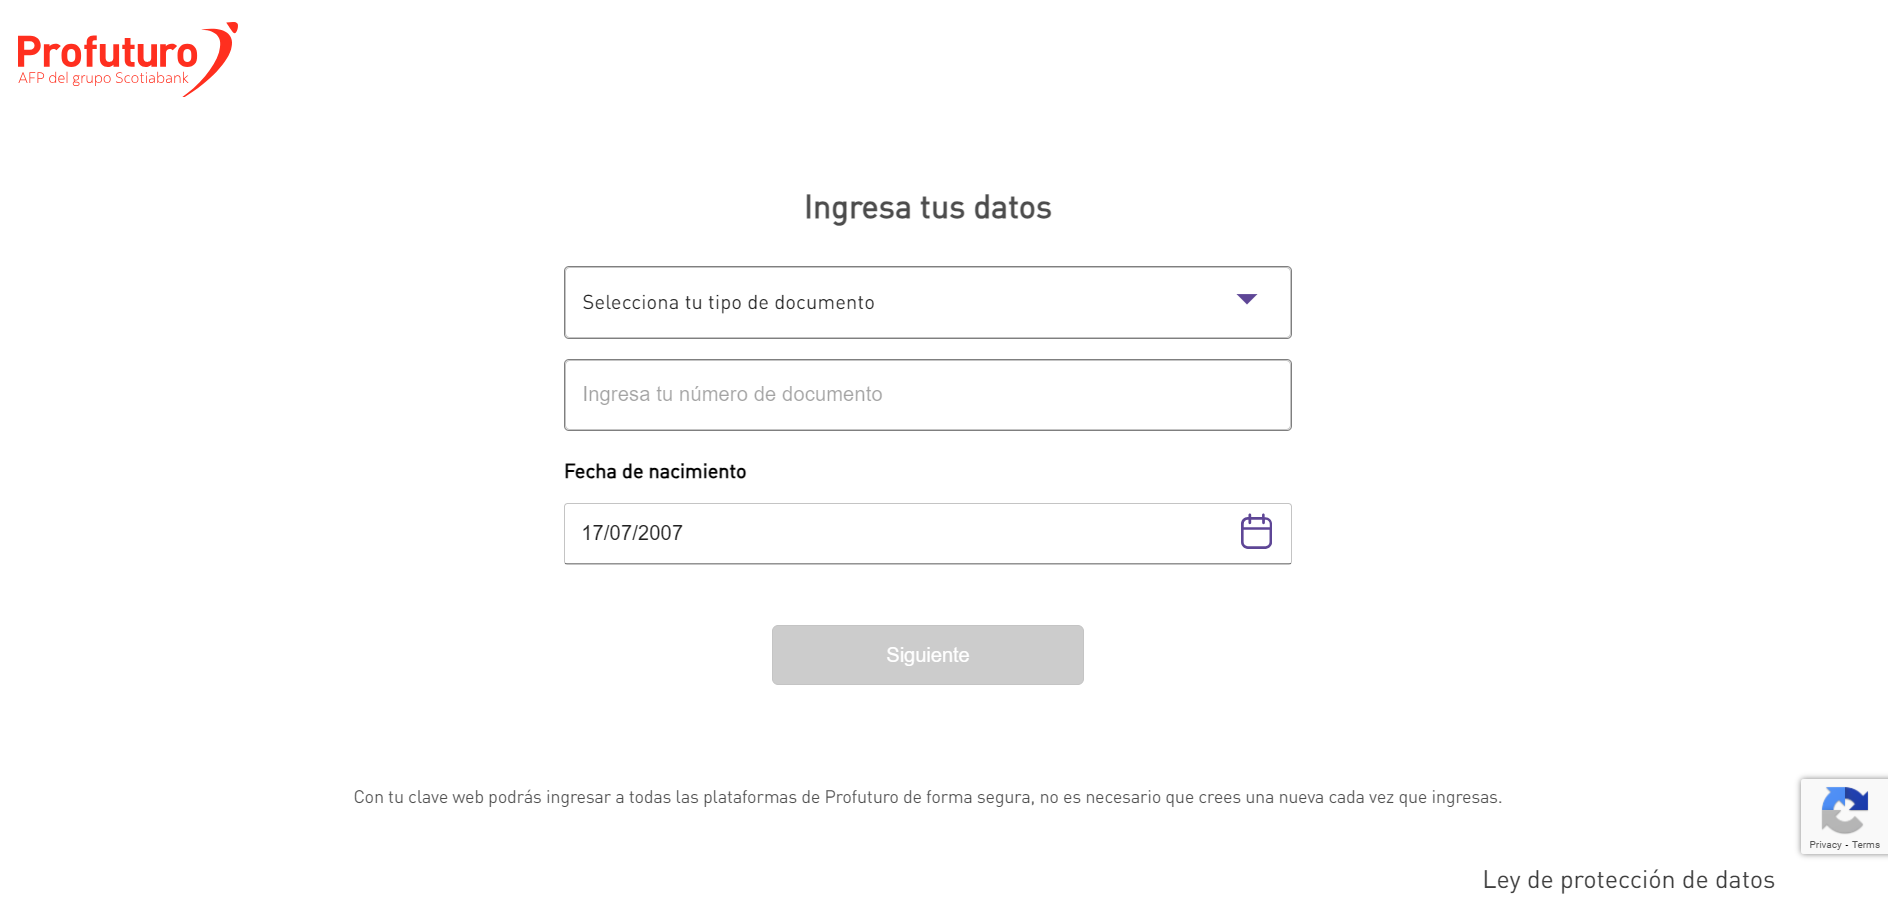 Profuturo
AFP del grupo Scotiabank
Ingresa tus datos
Selecciona tu tipo de documento
Ingresa tu número de documento
Fecha de nacimiento
17/07/2007
Siguiente
Con tu clave web podrás ingresar a todas las plataformas de Profuturo de forma segura, no es necesario que crees una nueva cada vez que ingresas.
Privacy - Terms
Ley de protección de datos